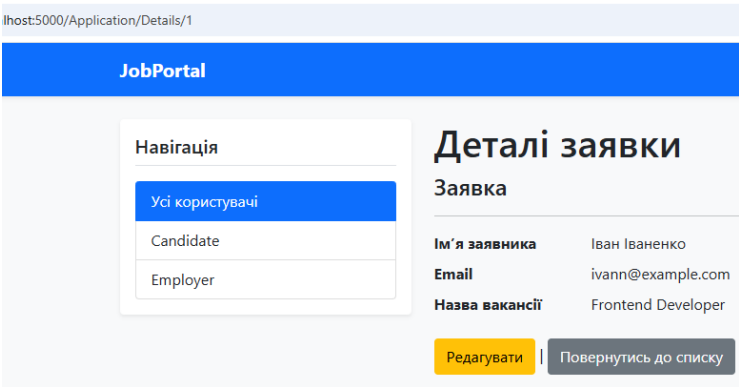 lhost:5000/Application/Details/1
JobPortal
Навігація
Усі користувачі
Candidate
Employer
Деталі заявки
Заявка
Ім´я заявника Іван Іваненко
Email ivann@example.com
Назва вакансії Frontend Developer
Редагувати | Повернутись до списку